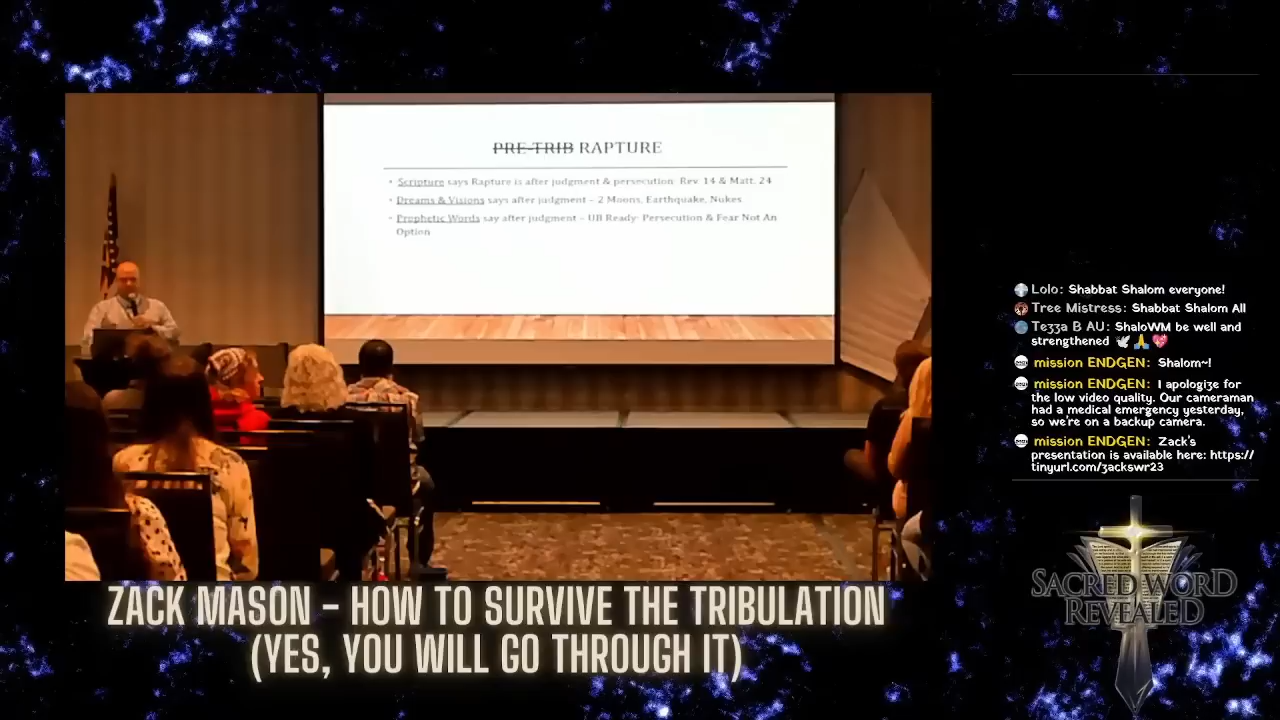 PRE-TRIB RAPTURE
• Scripture says Rapture is after judgment & persecution: Rev 14 & Matt. 24
• Dreams & Visions says after judgment – 2 Moons, Earthquake, Nukes
• Prophetic Words say after judgment – UB Ready: Persecution & Fear Not An
Option
Lolo: Shabbat Shalom everyone!
Tree Mistress: Shabbat Shalom All
Te33a B AU: ShaloWM be well and
strengthened 🕊️🙏💖
mission ENDGEN: Shalom~!
mission ENDGEN: I apologize for
the low video quality. Our cameraman
had a medical emergency yesterday,
so we're on a backup camera.
mission ENDGEN: Zack's
presentation is available here: https://
tinyurl.com/zackswr23
SACRED WORD
REVEALED
ZACK MASON - HOW TO SURVIVE THE TRIBULATION
(YES, YOU WILL GO THROUGH IT)